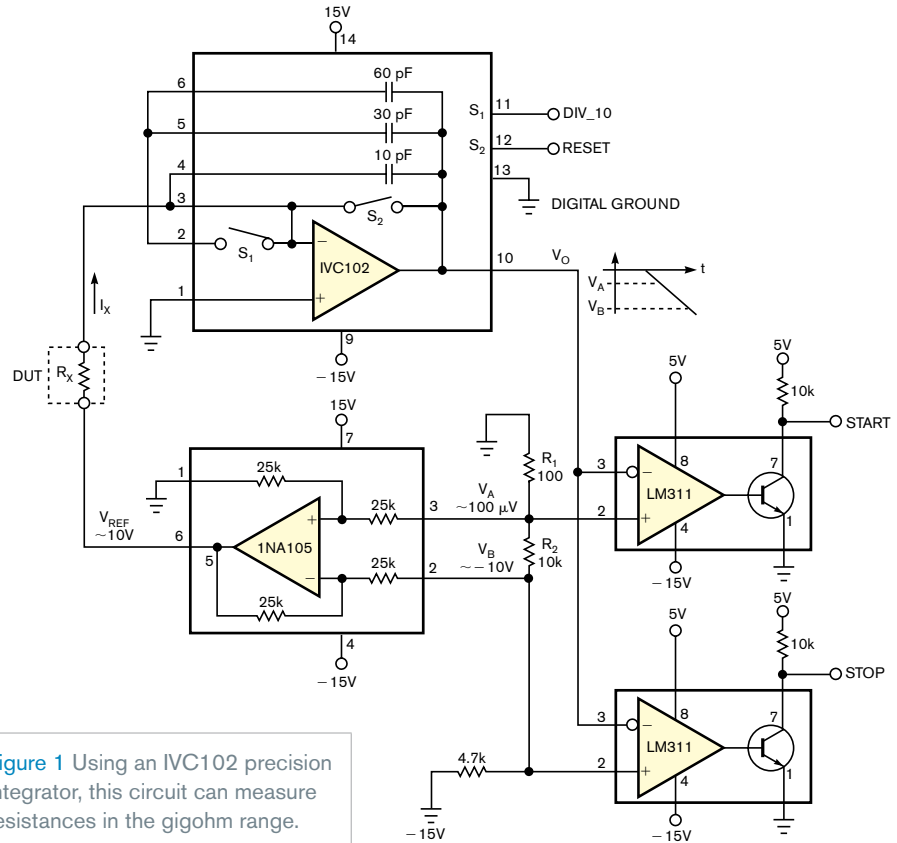 15V
14
60 pF
6
30 pF
5
10 pF
4
3
2
S1
S2
IVC102
1
9
−15V
S1 11 DIV_10
S2 12 RESET
13
DIGITAL GROUND
10
VO
t
VA
VB
IX
DUT
RX
15V
7
1
25k
25k
3
VA
~100 µV
R1
100
VREF
~10V
6
5
1NA105
+
−
VB
~−10V
R2
10k
25k
2
25k
4
−15V
5V
5V
10k
START
3
−
8
7
LM311
2
+
4
1
−15V
5V
5V
10k
STOP
3
−
8
7
LM311
2
+
4
1
−15V
4.7k
−15V
−
+
igure 1 Using an IVC102 precision
ntegrator, this circuit can measure
esistances in the gigohm range.